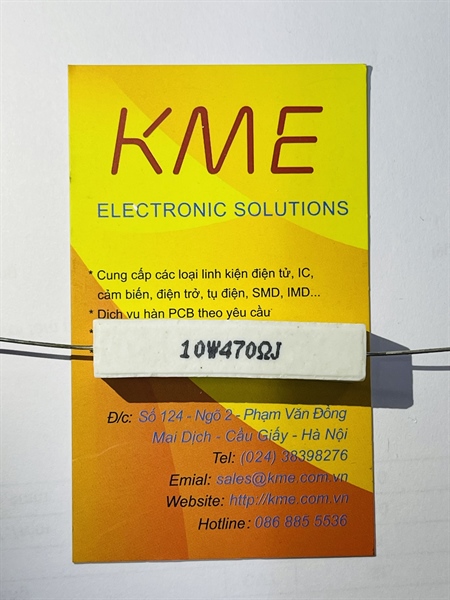 KME
ELECTRONIC SOLUTIONS
* Cung cấp các loại linh kiện điện tử, IC,
cảm biến, điện trở, tụ điện, SMD, IMD...
* Dịch vụ hàn PCB theo yêu cầu
*
10W470ΩJ
Đ/c: Số 124 - Ngõ 2 - Phạm Văn Đồng
Mai Dịch - Cầu Giấy - Hà Nội
Tel: (024) 38398276
Emial: sales@kme.com.vn
Website: http://kme.com.vn
Hotline: 086 885 5536